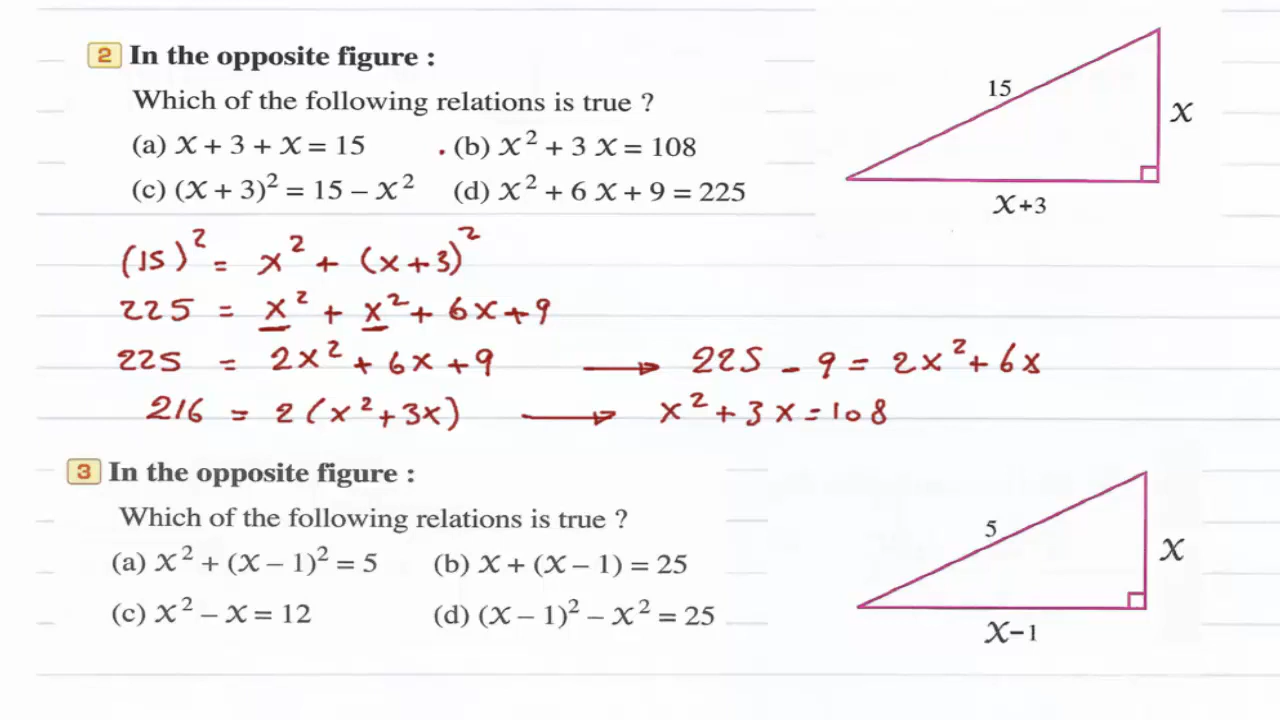 2 In the opposite figure :
Which of the following relations is true ?
(a) x + 3 + x = 15 .(b) x² + 3 x = 108
(c) (x + 3)² = 15 – x² (d) x² + 6 x + 9 = 225
15
x
x+3
(15)² = x² + (x+3)²
225 = x² + x² + 6x + 9
225 = 2x² + 6x + 9 → 225 - 9 = 2x² + 6x
216 = 2(x² + 3x) → x² + 3x = 108
3 In the opposite figure :
Which of the following relations is true ?
(a) x² + (x – 1)² = 5 (b) x + (x – 1) = 25
(c) x² – x = 12 (d) (x – 1)² – x² = 25
5
x
x–1